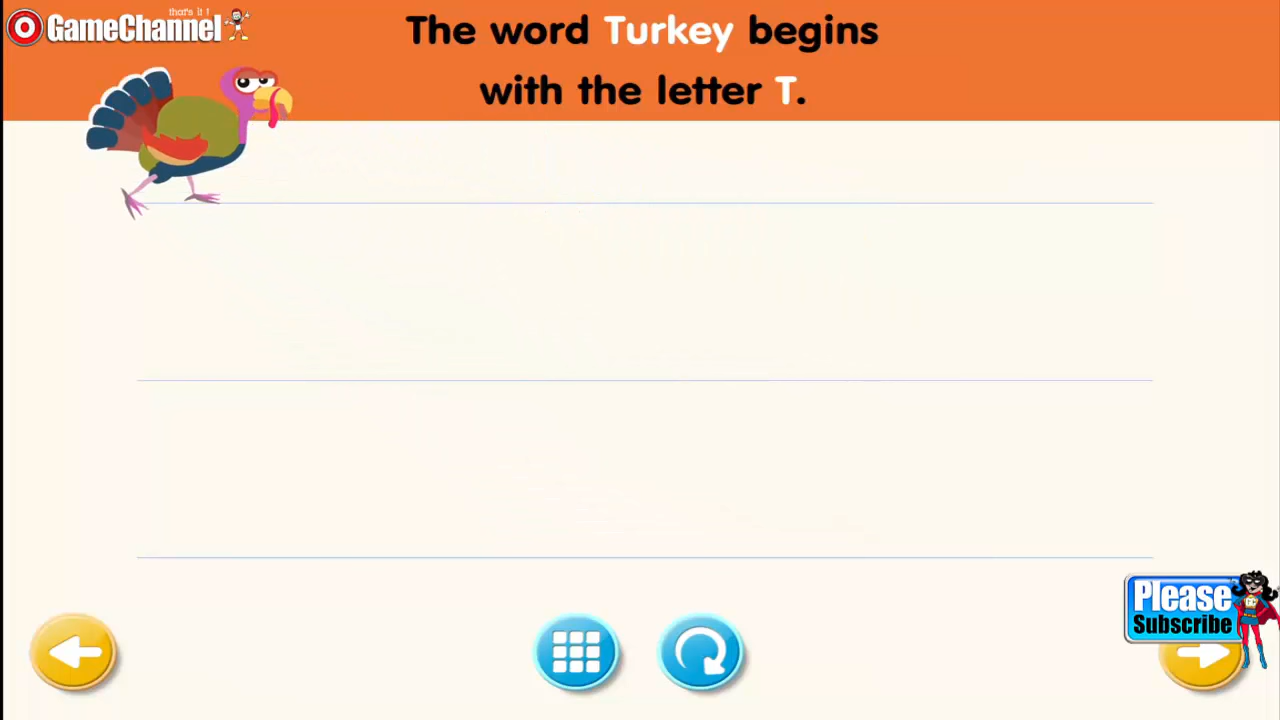 that's it !
GameChannel
The word Turkey begins
with the letter T.
Please
Subscribe